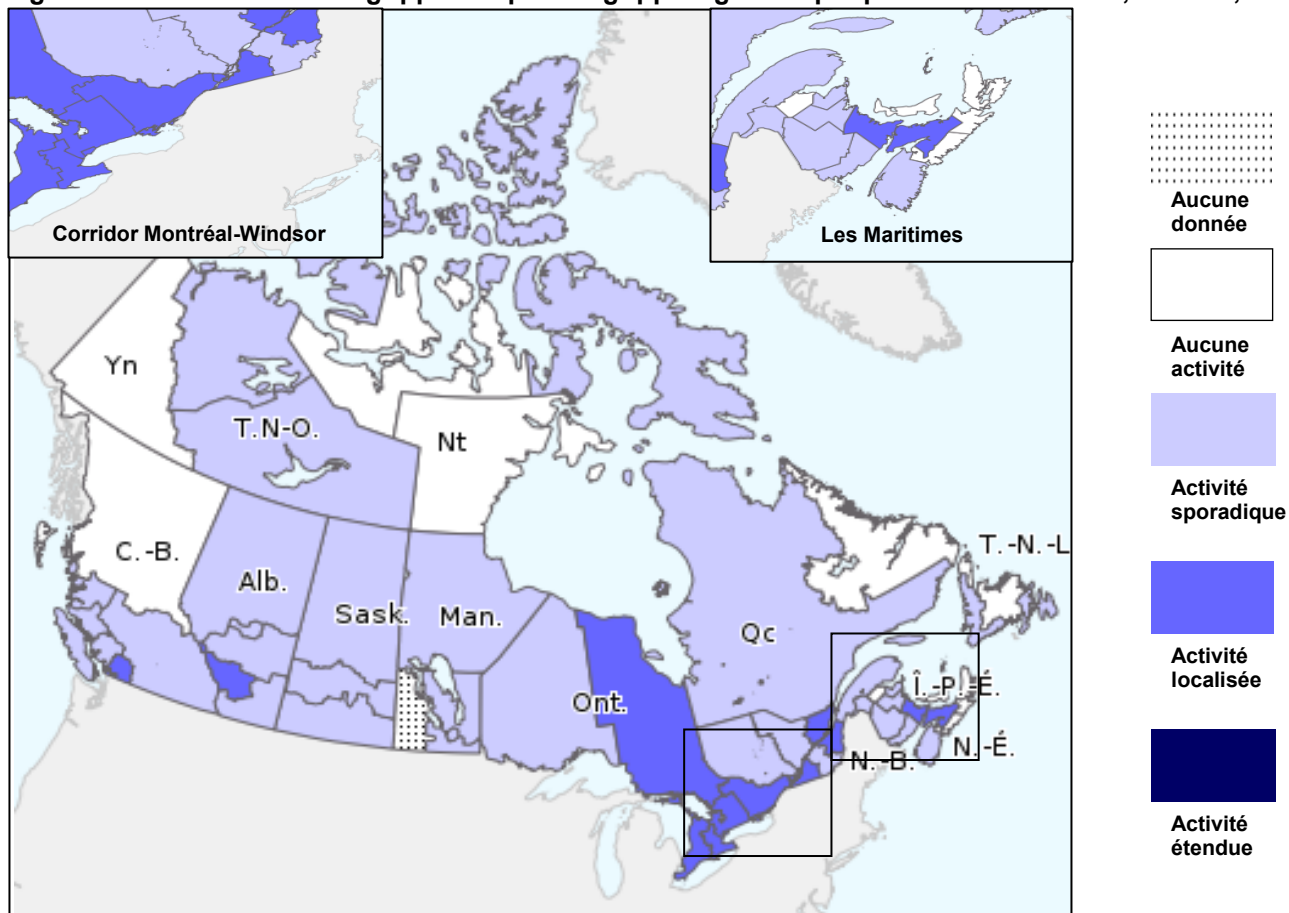 Corridor Montréal-Windsor
Les Maritimes
Aucune
donnée
Aucune
activité
Activité
sporadique
Activité
localisée
Activité
étendue
Yn
T.N-O.
Nt
C.-B.
Alb.
Sask.
Man.
Ont.
Qc
T.-N.-L
Î.-P.-É.
N.-B.
N.-É.